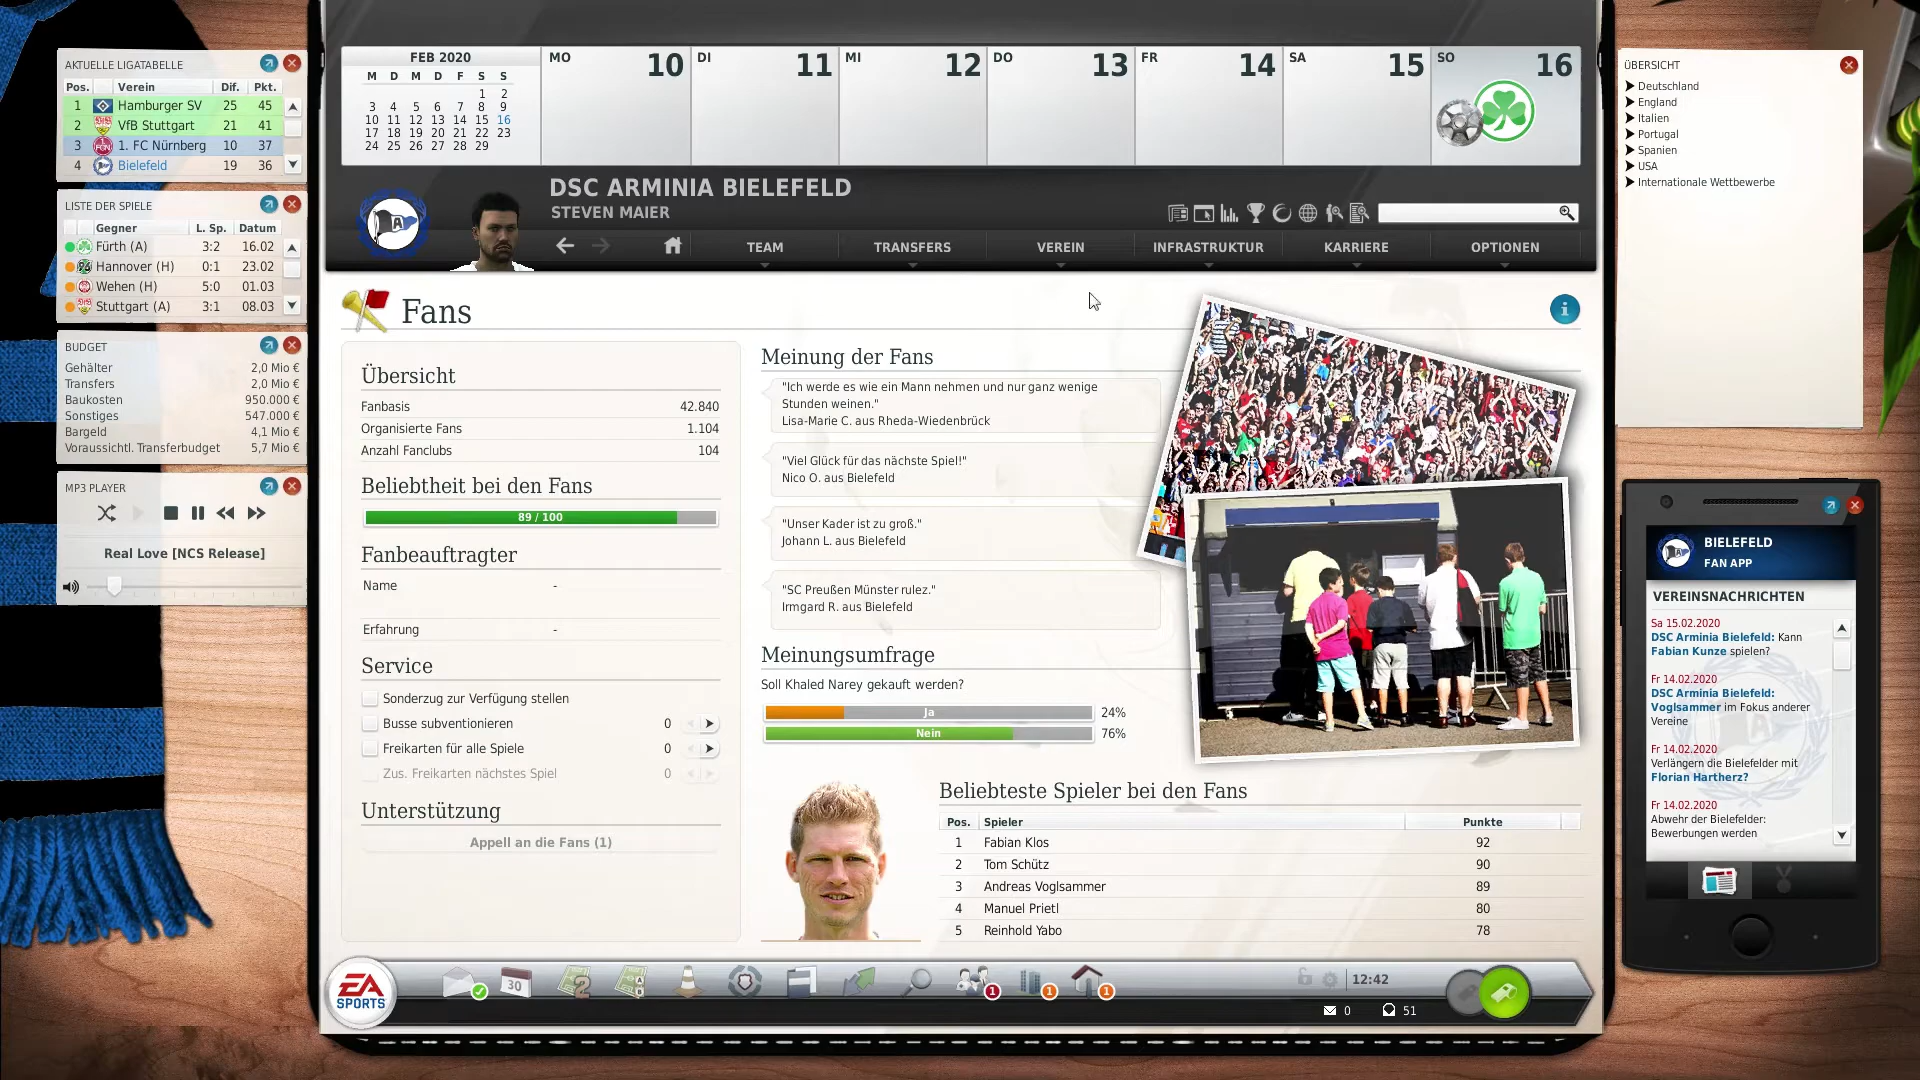 AKTUELLE LIGATABELLE
Pos. Verein Dif. Pkt.
1 Hamburger SV 25 45
2 VfB Stuttgart 21 41
3 1. FC Nürnberg 10 37
4 Bielefeld 19 36
LISTE DER SPIELE
Gegner L. Sp. Datum
Fürth (A) 3:2 16.02
Hannover (H) 0:1 23.02
Wehen (H) 5:0 01.03
Stuttgart (A) 3:1 08.03
BUDGET
Gehälter 2,0 Mio €
Transfers 2,0 Mio €
Baukosten 950.000 €
Sonstiges 547.000 €
Bargeld 4,1 Mio €
Voraussichtl. Transferbudget 5,7 Mio €
MP3 PLAYER
Real Love [NCS Release]
FEB 2020
M D M D F S S
1 2
3 4 5 6 7 8 9
10 11 12 13 14 15 16
17 18 19 20 21 22 23
24 25 26 27 28 29
MO 10 DI 11 MI 12 DO 13 FR 14 SA 15 SO 16
DSC ARMINIA BIELEFELD
STEVEN MAIER
TEAM TRANSFERS VEREIN INFRASTRUKTUR KARRIERE OPTIONEN
Fans
Übersicht
Fanbasis 42.840
Organisierte Fans 1.104
Anzahl Fanclubs 104
Beliebtheit bei den Fans
89 / 100
Fanbeauftragter
Name -
Erfahrung -
Service
Sonderzug zur Verfügung stellen
Busse subventionieren 0
Freikarten für alle Spiele 0
Zus. Freikarten nächstes Spiel 0
Unterstützung
Appell an die Fans (1)
Meinung der Fans
"Ich werde es wie ein Mann nehmen und nur ganz wenige
Stunden weinen."
Lisa-Marie C. aus Rheda-Wiedenbrück
"Viel Glück für das nächste Spiel!"
Nico O. aus Bielefeld
"Unser Kader ist zu groß."
Johann L. aus Bielefeld
"SC Preußen Münster rulez."
Irmgard R. aus Bielefeld
Meinungsumfrage
Soll Khaled Narey gekauft werden?
Ja 24%
Nein 76%
Beliebteste Spieler bei den Fans
Pos. Spieler Punkte
1 Fabian Klos 92
2 Tom Schütz 90
3 Andreas Voglsammer 89
4 Manuel Prietl 80
5 Reinhold Yabo 78
EA
SPORTS
30
2
1
1
1
12:42
0 51
ÜBERSICHT
Deutschland
England
Italien
Portugal
Spanien
USA
Internationale Wettbewerbe
BIELEFELD
FAN APP
VEREINSNACHRICHTEN
Sa 15.02.2020
DSC Arminia Bielefeld: Kann
Fabian Kunze spielen?
Fr 14.02.2020
DSC Arminia Bielefeld:
Voglsammer im Fokus anderer
Vereine
Fr 14.02.2020
Verlängern die Bielefelder mit
Florian Hartherz?
Fr 14.02.2020
Abwehr der Bielefelder:
Bewerbungen werden